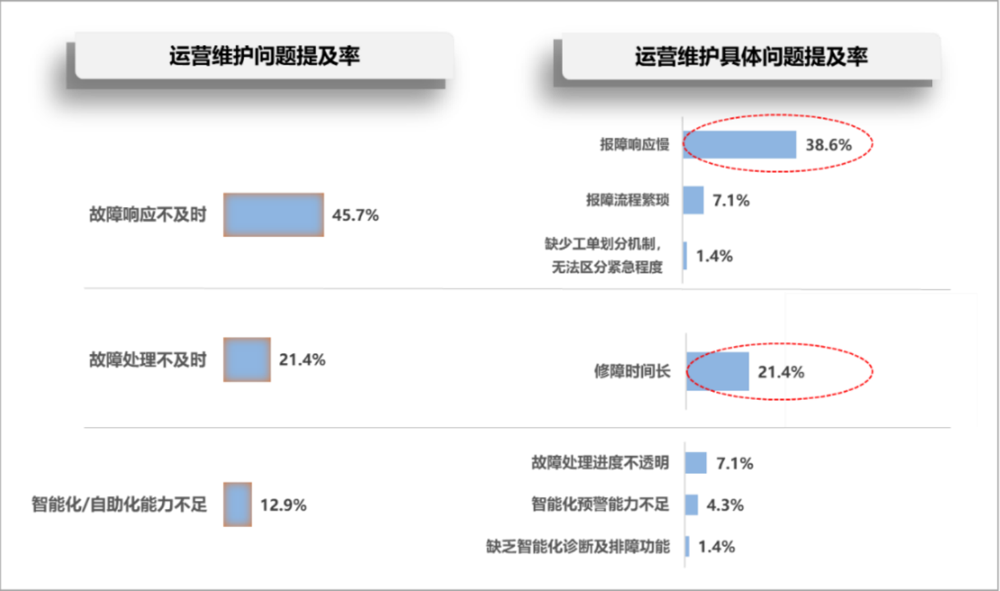 运营维护问题提及率
运营维护具体问题提及率
故障响应不及时
45.7%
报障响应慢
38.6%
报障流程繁琐
7.1%
缺少工单划分机制，
无法区分紧急程度
1.4%
故障处理不及时
21.4%
修障时间长
21.4%
智能化/自助化能力不足
12.9%
故障处理进度不透明
7.1%
智能化预警能力不足
4.3%
缺乏智能化诊断及排障功能
1.4%